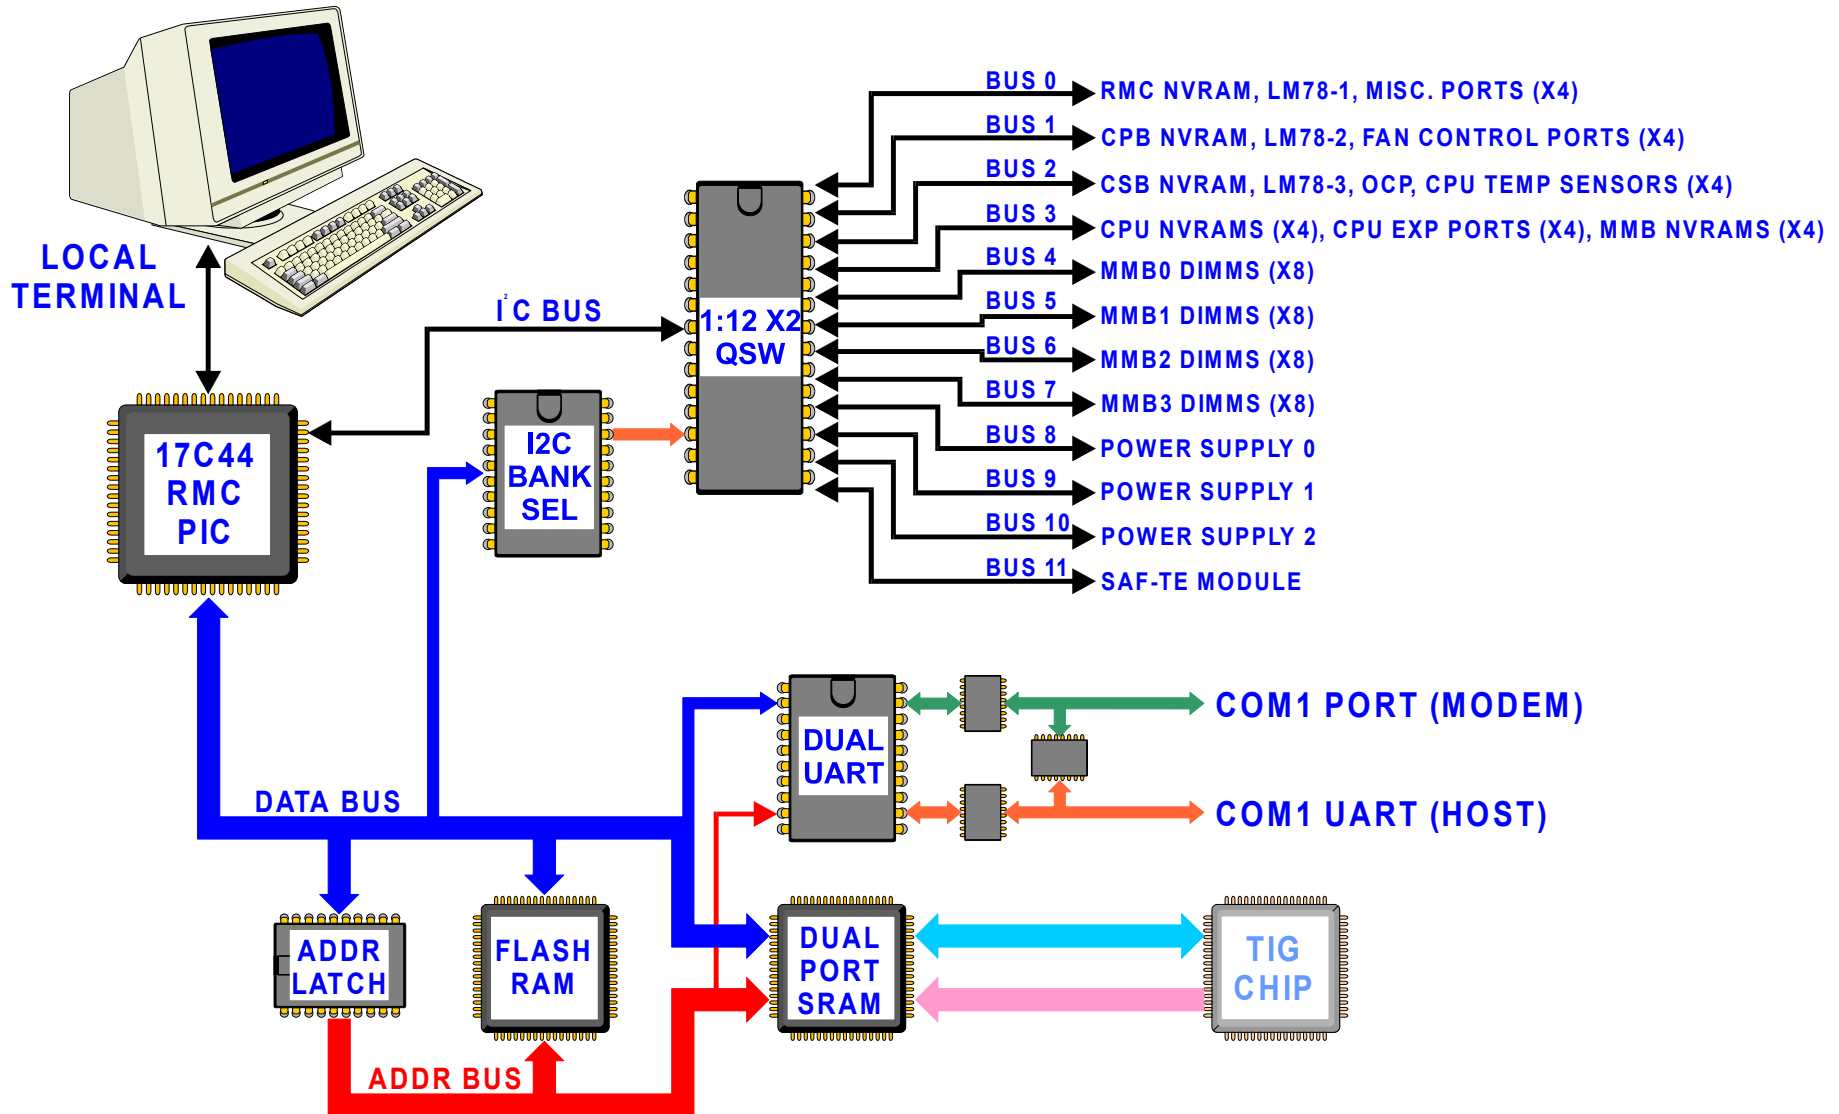 BUS 0
RMC NVRAM, LM78-1, MISC. PORTS (X4)
BUS 1
CPB NVRAM, LM78-2, FAN CONTROL PORTS (X4)
BUS 2
CSB NVRAM, LM78-3, OCP, CPU TEMP SENSORS (X4)
BUS 3
CPU NVRAMS (X4), CPU EXP PORTS (X4), MMB NVRAMS (X4)
BUS 4
MMB0 DIMMS (X8)
BUS 5
MMB1 DIMMS (X8)
BUS 6
MMB2 DIMMS (X8)
BUS 7
MMB3 DIMMS (X8)
BUS 8
POWER SUPPLY 0
BUS 9
POWER SUPPLY 1
BUS 10
POWER SUPPLY 2
BUS 11
SAF-TE MODULE
LOCAL
TERMINAL
I²C BUS
1:12 X2
QSW
17C44
RMC
PIC
I2C
BANK
SEL
DUAL
UART
COM1 PORT (MODEM)
COM1 UART (HOST)
DATA BUS
ADDR
LATCH
FLASH
RAM
DUAL
PORT
SRAM
TIG
CHIP
ADDR BUS